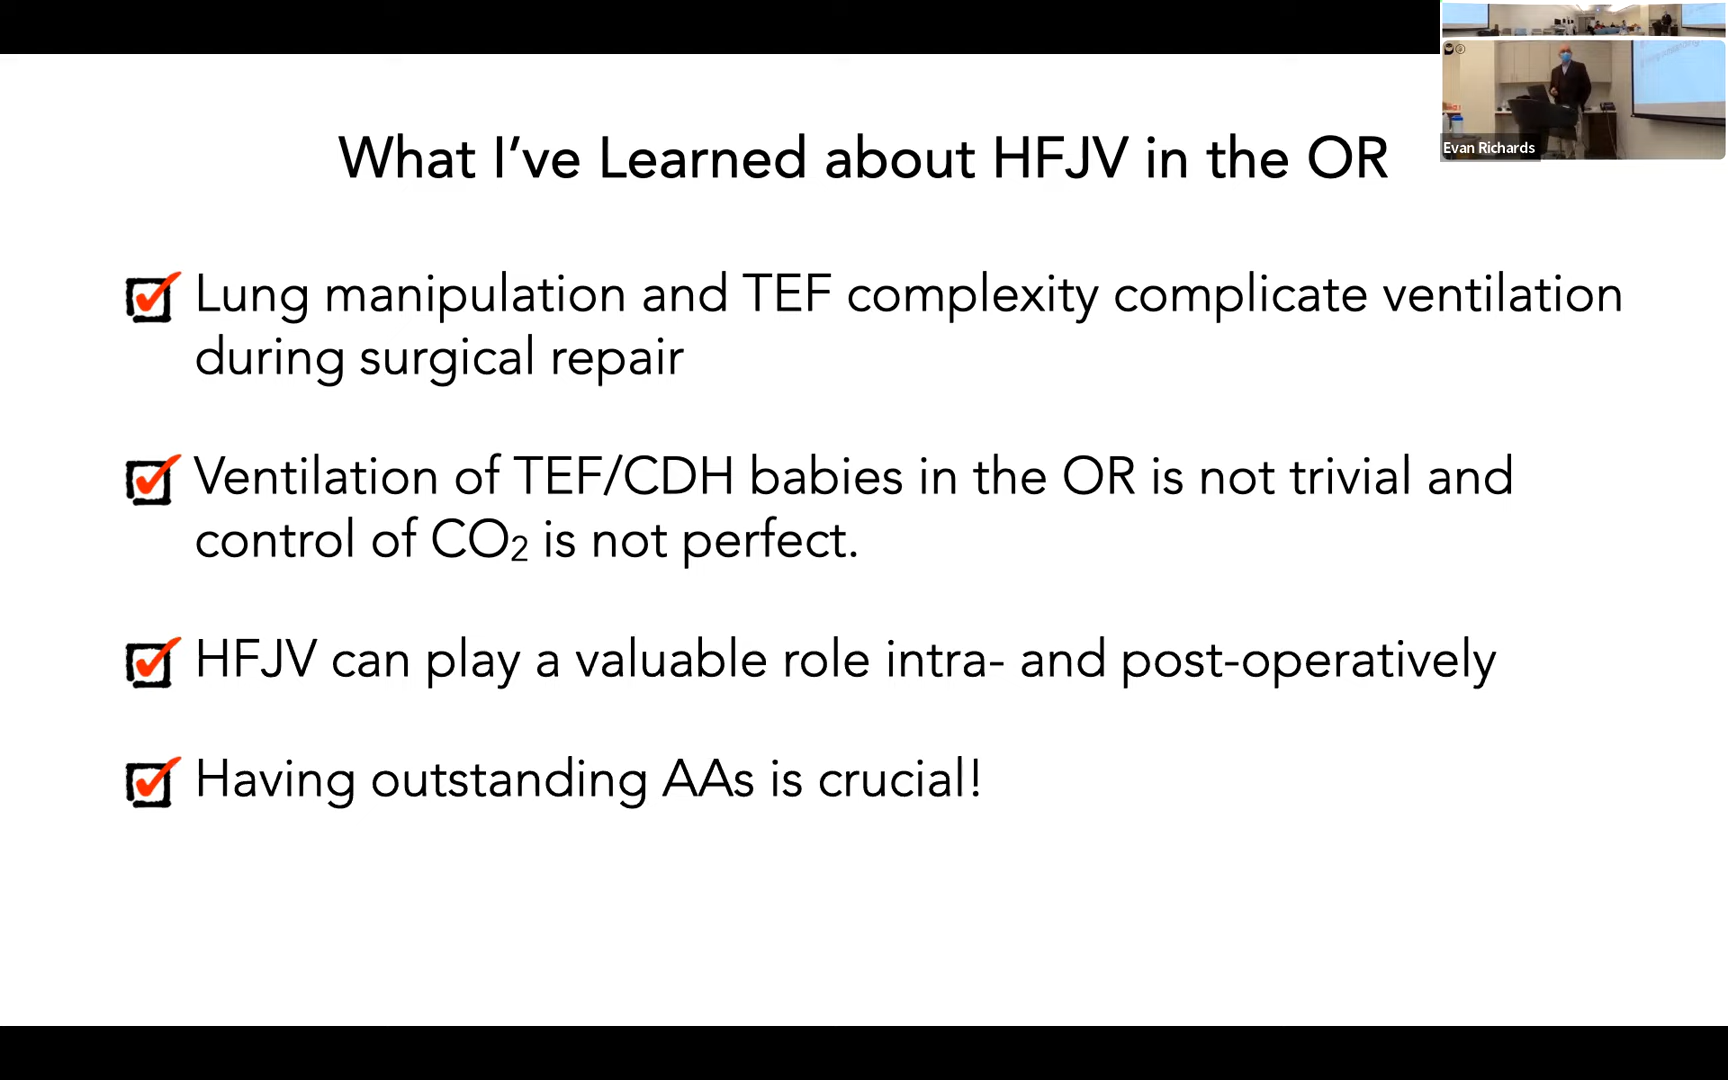 What I’ve Learned about HFJV in the OR
Evan Richards
Lung manipulation and TEF complexity complicate ventilation
during surgical repair
Ventilation of TEF/CDH babies in the OR is not trivial and
control of CO₂ is not perfect.
HFJV can play a valuable role intra- and post-operatively
Having outstanding AAs is crucial!